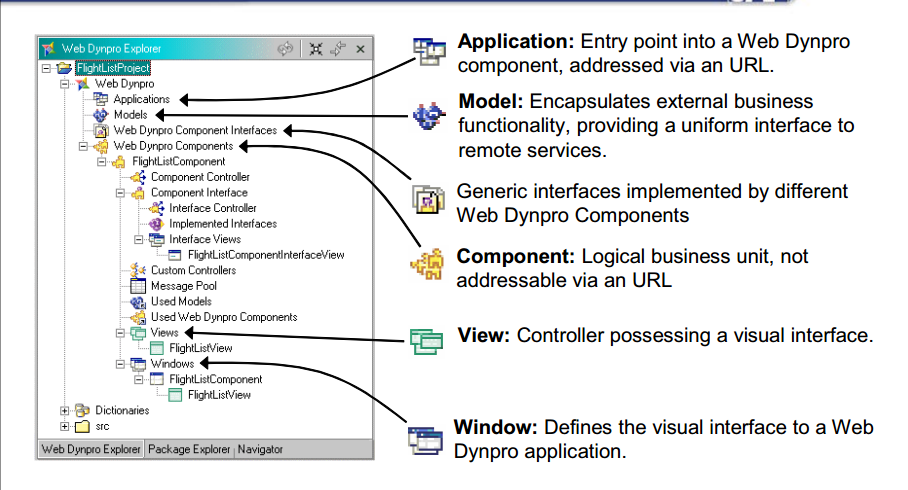 Web Dynpro Explorer
FlightListProject
Web Dynpro
Applications
Models
Web Dynpro Component Interfaces
Web Dynpro Components
FlightListComponent
Component Controller
Component Interface
Interface Controller
Implemented Interfaces
Interface Views
FlightListComponentInterfaceView
Custom Controllers
Message Pool
Used Models
Used Web Dynpro Components
Views
FlightListView
Windows
FlightListComponent
FlightListView
Dictionaries
src
Web Dynpro Explorer Package Explorer Navigator
Application: Entry point into a Web Dynpro
component, addressed via an URL.
Model: Encapsulates external business
functionality, providing a uniform interface to
remote services.
Generic interfaces implemented by different
Web Dynpro Components
Component: Logical business unit, not
addressable via an URL
View: Controller possessing a visual interface.
Window: Defines the visual interface to a Web
Dynpro application.